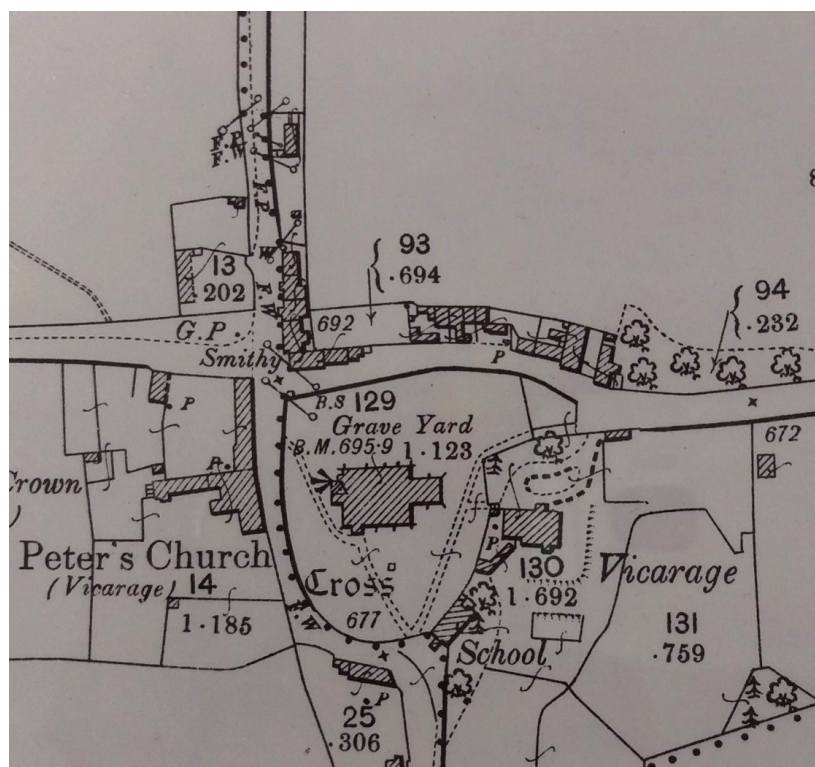 F.P.
F.W.
93
.694
13
.202
94
.232
G.P.
692
Smithy
P
B.S
129
Grave Yard
B.M.695·9
1·123
P
672
Crown
)
P
Peter's Church
(Vicarage)
14
1·185
Cross
677
F.W.
P
130
1·692
Vicarage
131
.759
School
25
.306
P